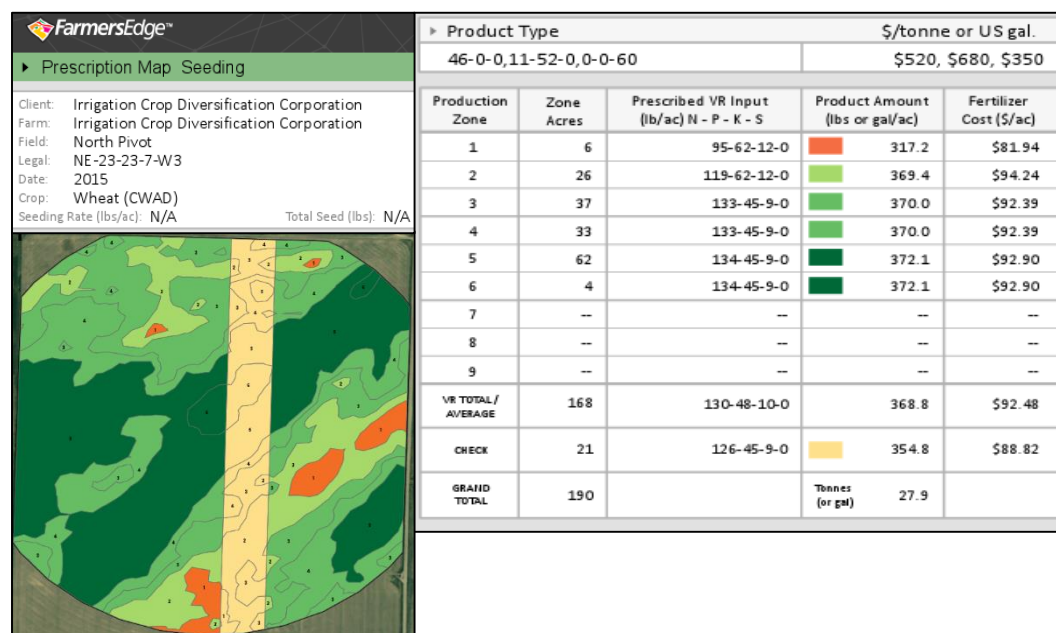 FarmersEdge™
Prescription Map Seeding
Client: Irrigation Crop Diversification Corporation
Farm: Irrigation Crop Diversification Corporation
Field: North Pivot
Legal: NE-23-23-7-W3
Date: 2015
Crop: Wheat (CWAD)
Seeding Rate (lbs/ac): N/A Total Seed (lbs): N/A
Product Type $/tonne or US gal.
46-0-0,11-52-0,0-0-60 $520, $680, $350
Production Zone Prescribed VR Input Product Amount Fertilizer
Zone Acres (lb/ac) N - P - K - S (lbs or gal/ac) Cost ($/ac)
1 6 95-62-12-0 317.2 $81.94
2 26 119-62-12-0 369.4 $94.24
3 37 133-45-9-0 370.0 $92.39
4 33 133-45-9-0 370.0 $92.39
5 62 134-45-9-0 372.1 $92.90
6 4 134-45-9-0 372.1 $92.90
7 -- -- -- --
8 -- -- -- --
9 -- -- -- --
VR TOTAL/
AVERAGE 168 130-48-10-0 368.8 $92.48
CHECK 21 126-45-9-0 354.8 $88.82
GRAND
TOTAL 190 Tonnes
(or gal) 27.9